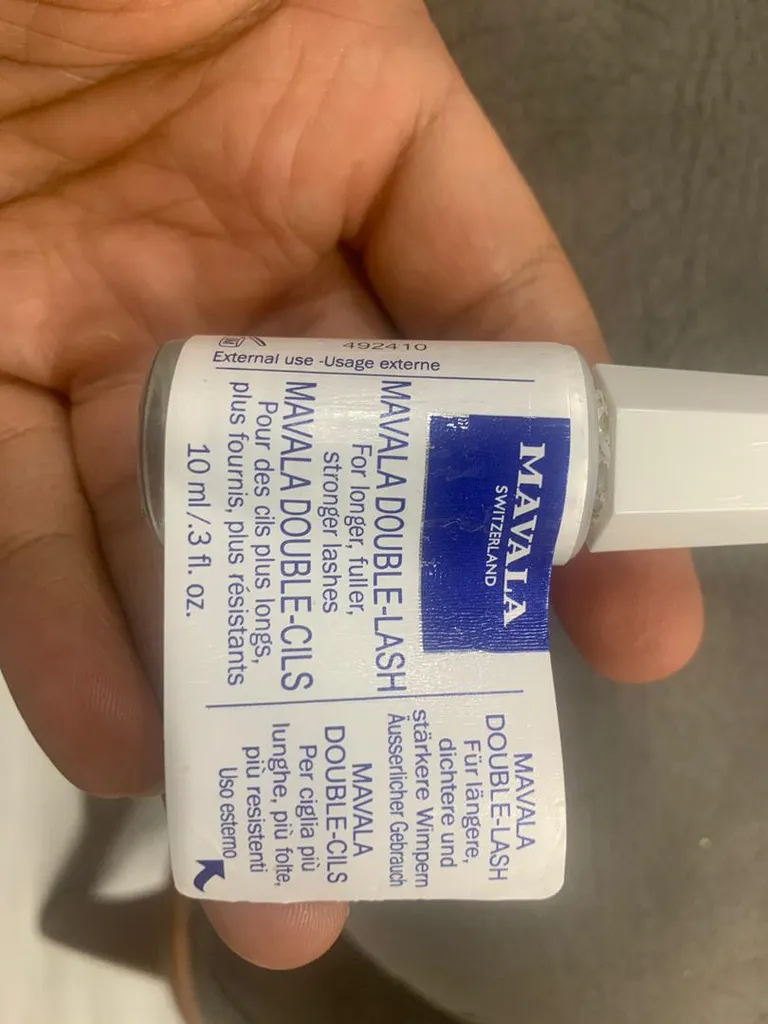 492410
External use -Usage externe
MAVALA
SWITZERLAND
MAVALA DOUBLE-LASH
For longer, fuller,
stronger lashes
MAVALA DOUBLE-CILS
Pour des cils plus longs,
plus fournis, plus résistants
10 ml/.3 fl. oz.
MAVALA
DOUBLE-LASH
Für längere,
dichtere und
stärkere Wimpern
Äusserlicher Gebrauch
MAVALA
DOUBLE-CILS
Per ciglia più
lunghe, più folte,
più resistenti
Uso esterno